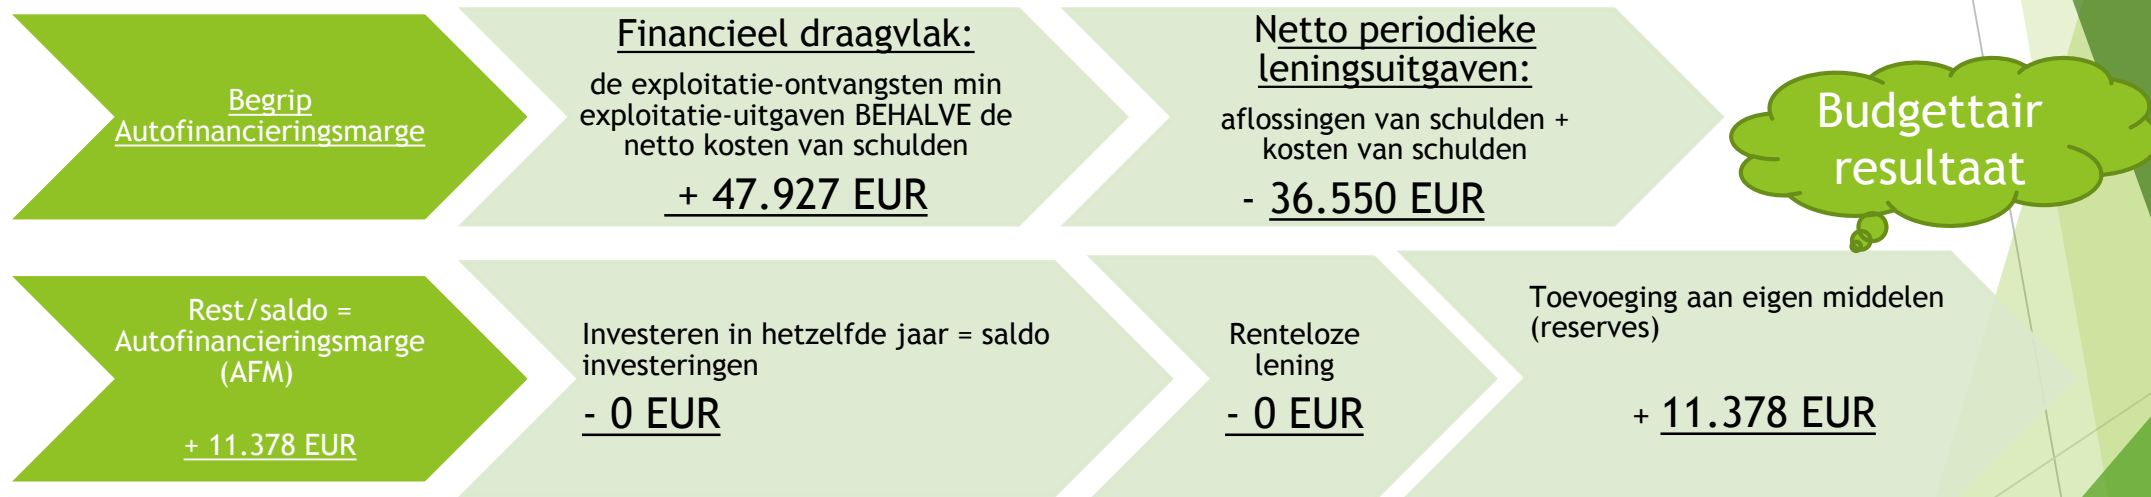 Begrip
Autofinancieringsmarge
Financieel draagvlak:
de exploitatie-ontvangsten min
exploitatie-uitgaven BEHALVE de
netto kosten van schulden
+ 47.927 EUR
Netto periodieke
leningsuitgaven:
aflossingen van schulden +
kosten van schulden
- 36.550 EUR
Budgettair
resultaat
Rest/saldo =
Autofinancieringsmarge
(AFM)
+ 11.378 EUR
Investeren in hetzelfde jaar = saldo
investeringen
- 0 EUR
Renteloze
lening
- 0 EUR
Toevoeging aan eigen middelen
(reserves)
+ 11.378 EUR